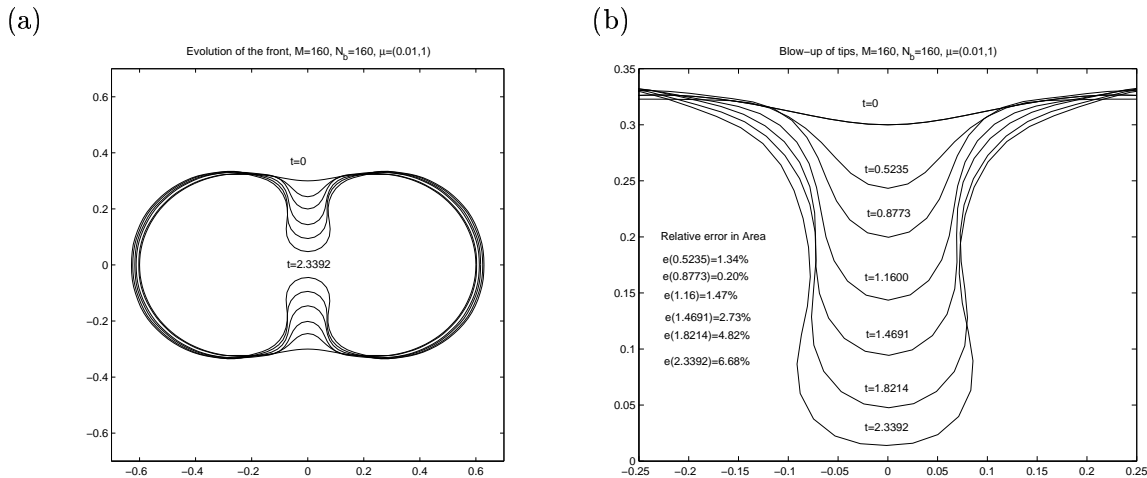 (a)
Evolution of the front, M=160, N_b=160, μ=(0.01,1)
0.6
0.4
0.2
0
−0.2
−0.4
−0.6
−0.6
−0.4
−0.2
0
0.2
0.4
0.6
t=0
t=2.3392
(b)
Blow−up of tips, M=160, N_b=160, μ=(0.01,1)
0.35
0.3
0.25
0.2
0.15
0.1
0.05
0
−0.25
−0.2
−0.15
−0.1
−0.05
0
0.05
0.1
0.15
0.2
0.25
t=0
t=0.5235
t=0.8773
t=1.1600
t=1.4691
t=1.8214
t=2.3392
Relative error in Area
e(0.5235)=1.34%
e(0.8773)=0.20%
e(1.16)=1.47%
e(1.4691)=2.73%
e(1.8214)=4.82%
e(2.3392)=6.68%